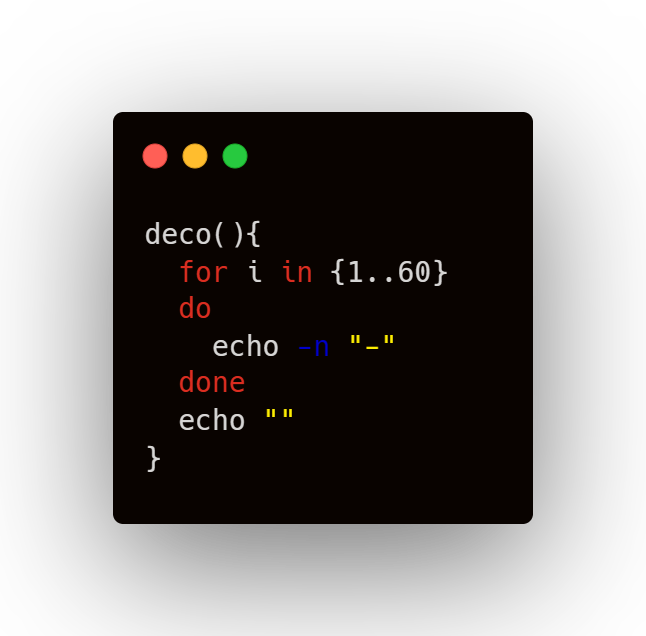 deco(){
  for i in {1..60}
  do
    echo -n "-"
  done
  echo ""
}